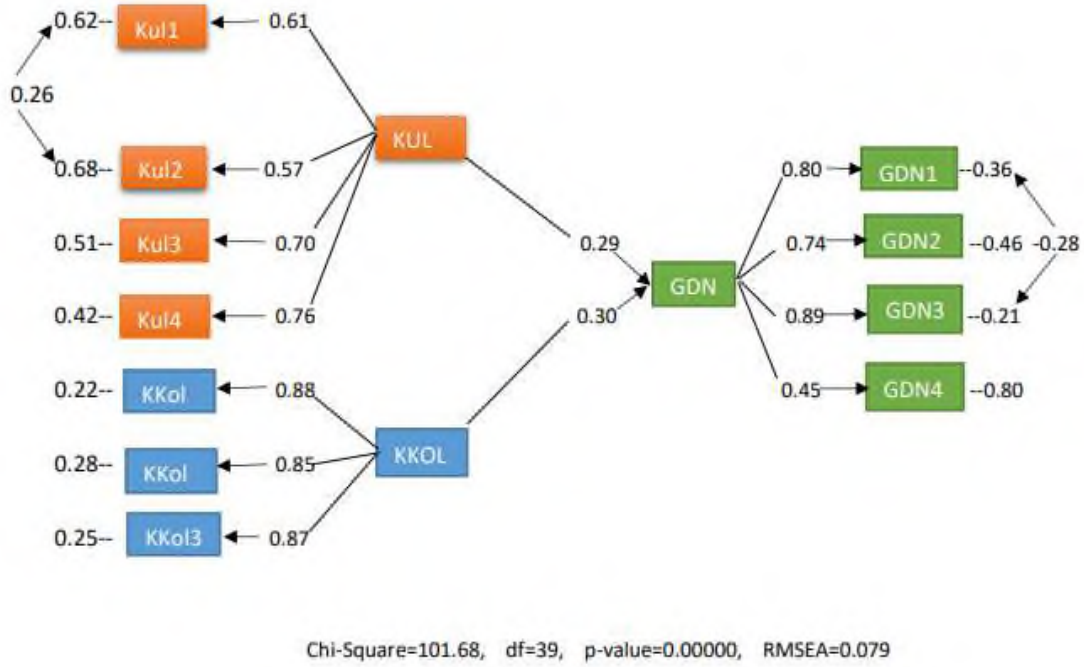 0.62-- Kul1 0.61
0.26
KUL
0.68-- Kul2 0.57
0.80 GDN1 --0.36
0.51-- Kul3 0.70
0.29
0.74 GDN2 --0.46 -0.28
GDN
0.42-- Kul4 0.76
0.30
0.89 GDN3 --0.21
0.22-- KKol 0.88
0.45 GDN4 --0.80
KKOL
0.28-- KKol 0.85
0.25-- KKol3 0.87
Chi-Square=101.68, df=39, p-value=0.00000, RMSEA=0.079